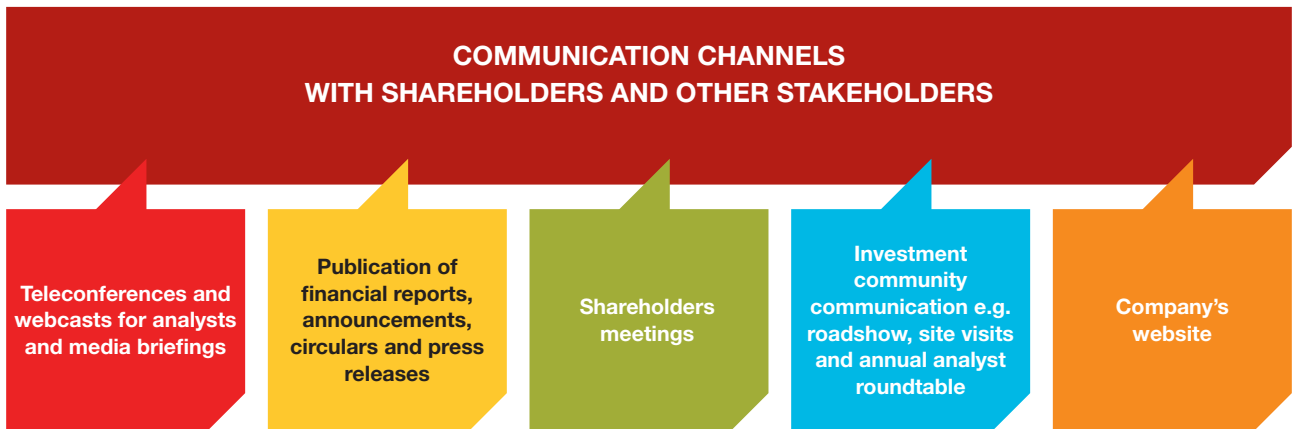 COMMUNICATION CHANNELS
WITH SHAREHOLDERS AND OTHER STAKEHOLDERS
Teleconferences and
webcasts for analysts
and media briefings
Publication of
financial reports,
announcements,
circulars and press
releases
Shareholders
meetings
Investment
community
communication e.g.
roadshow, site visits
and annual analyst
roundtable
Company's
website